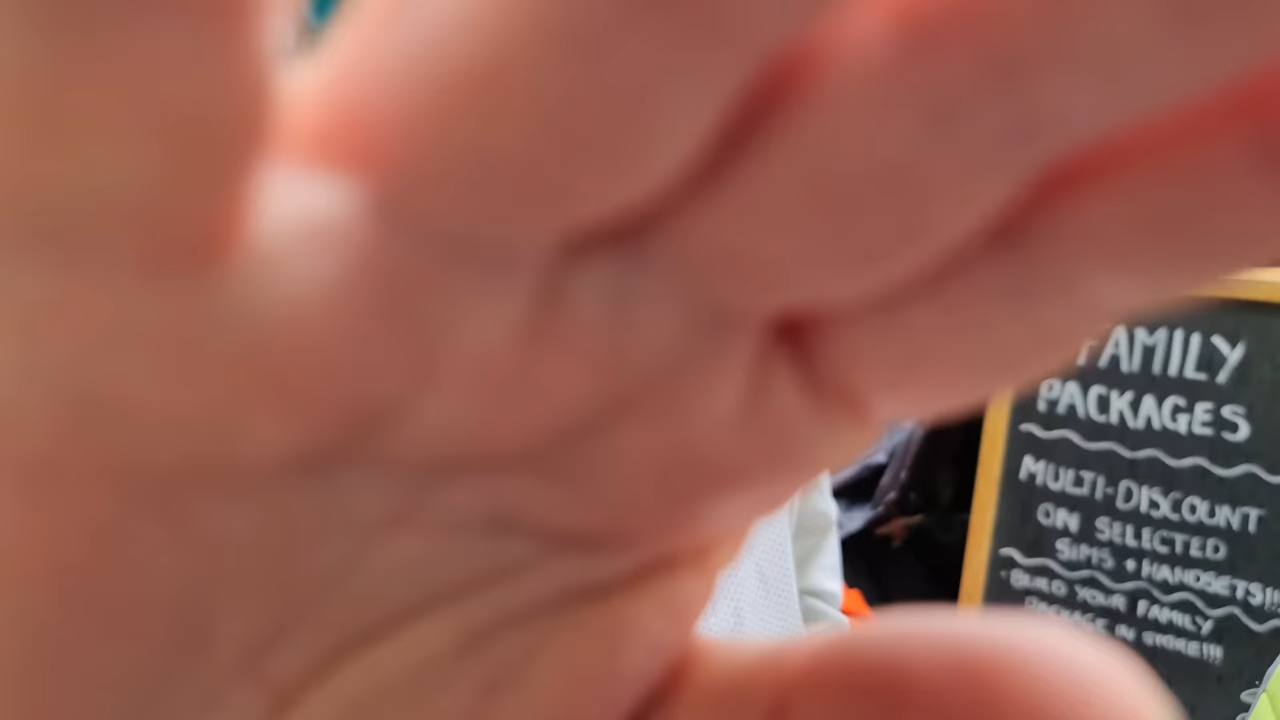 FAMILY
PACKAGES
MULTI-DISCOUNT
ON SELECTED
SIMS + HANDSETS!!!
BUILD YOUR FAMILY
PACKAGE IN STORE!!!